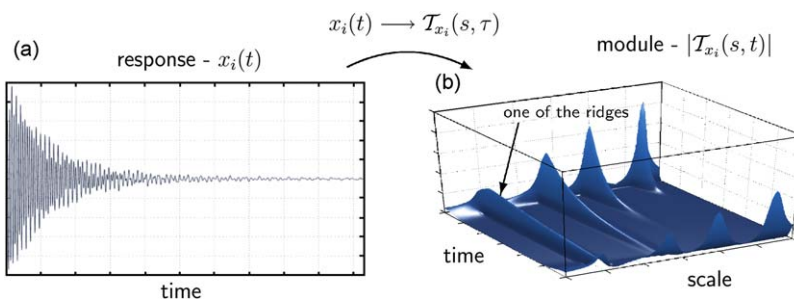 x_i(t) ⟶ 𝒯_{x_i}(s, τ)
(a)
response - x_i(t)
time
module - |𝒯_{x_i}(s, t)|
(b)
one of the ridges
time
scale